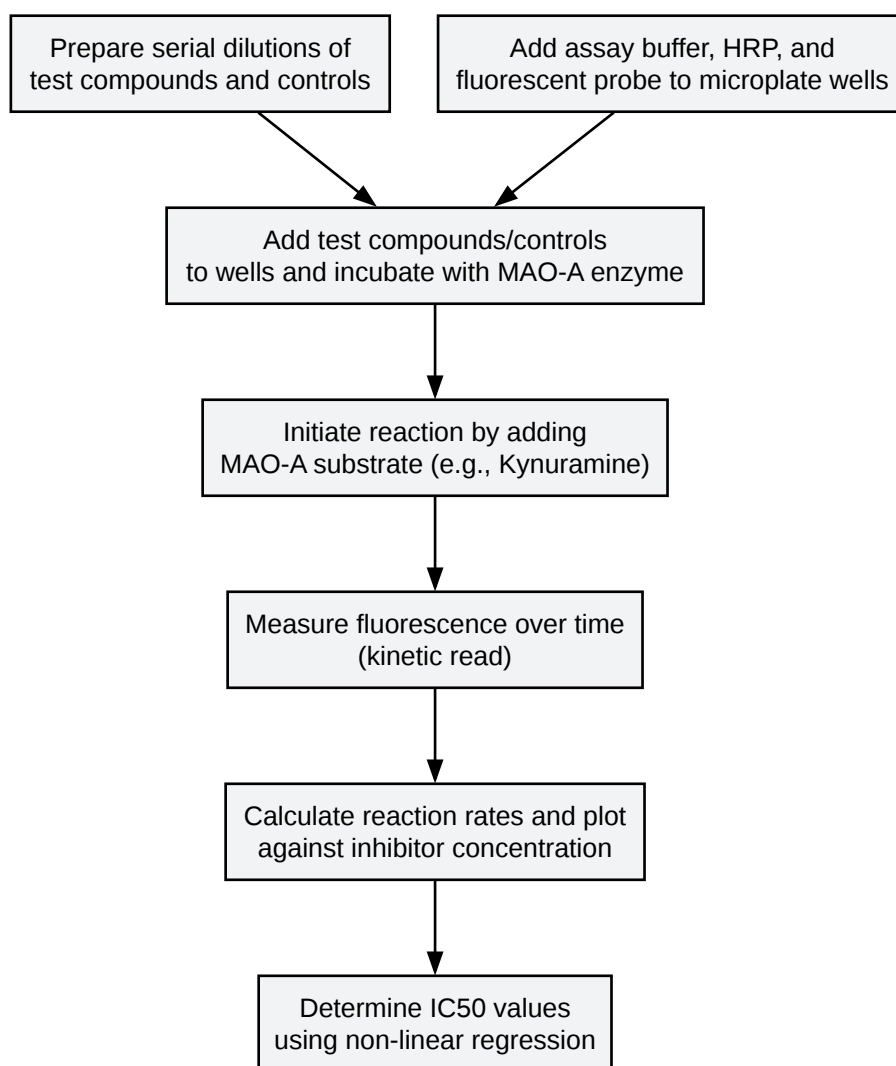 Prepare serial dilutions of
test compounds and controls
Add assay buffer, HRP, and
fluorescent probe to microplate wells
Add test compounds/controls
to wells and incubate with MAO-A enzyme
Initiate reaction by adding
MAO-A substrate (e.g., Kynuramine)
Measure fluorescence over time
(kinetic read)
Calculate reaction rates and plot
against inhibitor concentration
Determine IC50 values
using non-linear regression